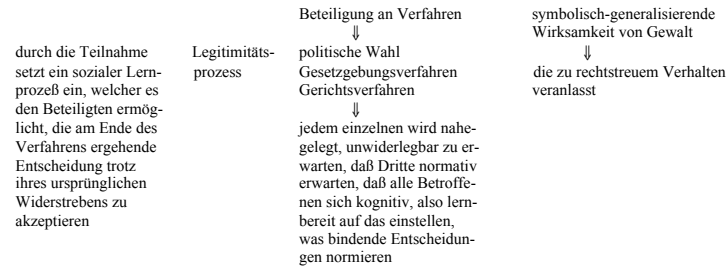 Beteiligung an Verfahren
⇓
politische Wahl
Gesetzgebungsverfahren
Gerichtsverfahren
⇓
jedem einzelnen wird nahe-
gelegt, unwiderlegbar zu er-
warten, daß Dritte normativ
erwarten, daß alle Betroffe-
nen sich kognitiv, also lern-
bereit auf das einstellen,
was bindende Entscheidun-
gen normieren
symbolisch-generalisierende
Wirksamkeit von Gewalt
⇓
die zu rechtstreuem Verhalten
veranlasst
Legitimitäts-
prozess
durch die Teilnahme
setzt ein sozialer Lern-
prozeß ein, welcher es
den Beteiligten ermög-
licht, die am Ende des
Verfahrens ergehende
Entscheidung trotz
ihres ursprünglichen
Widerstrebens zu
akzeptieren